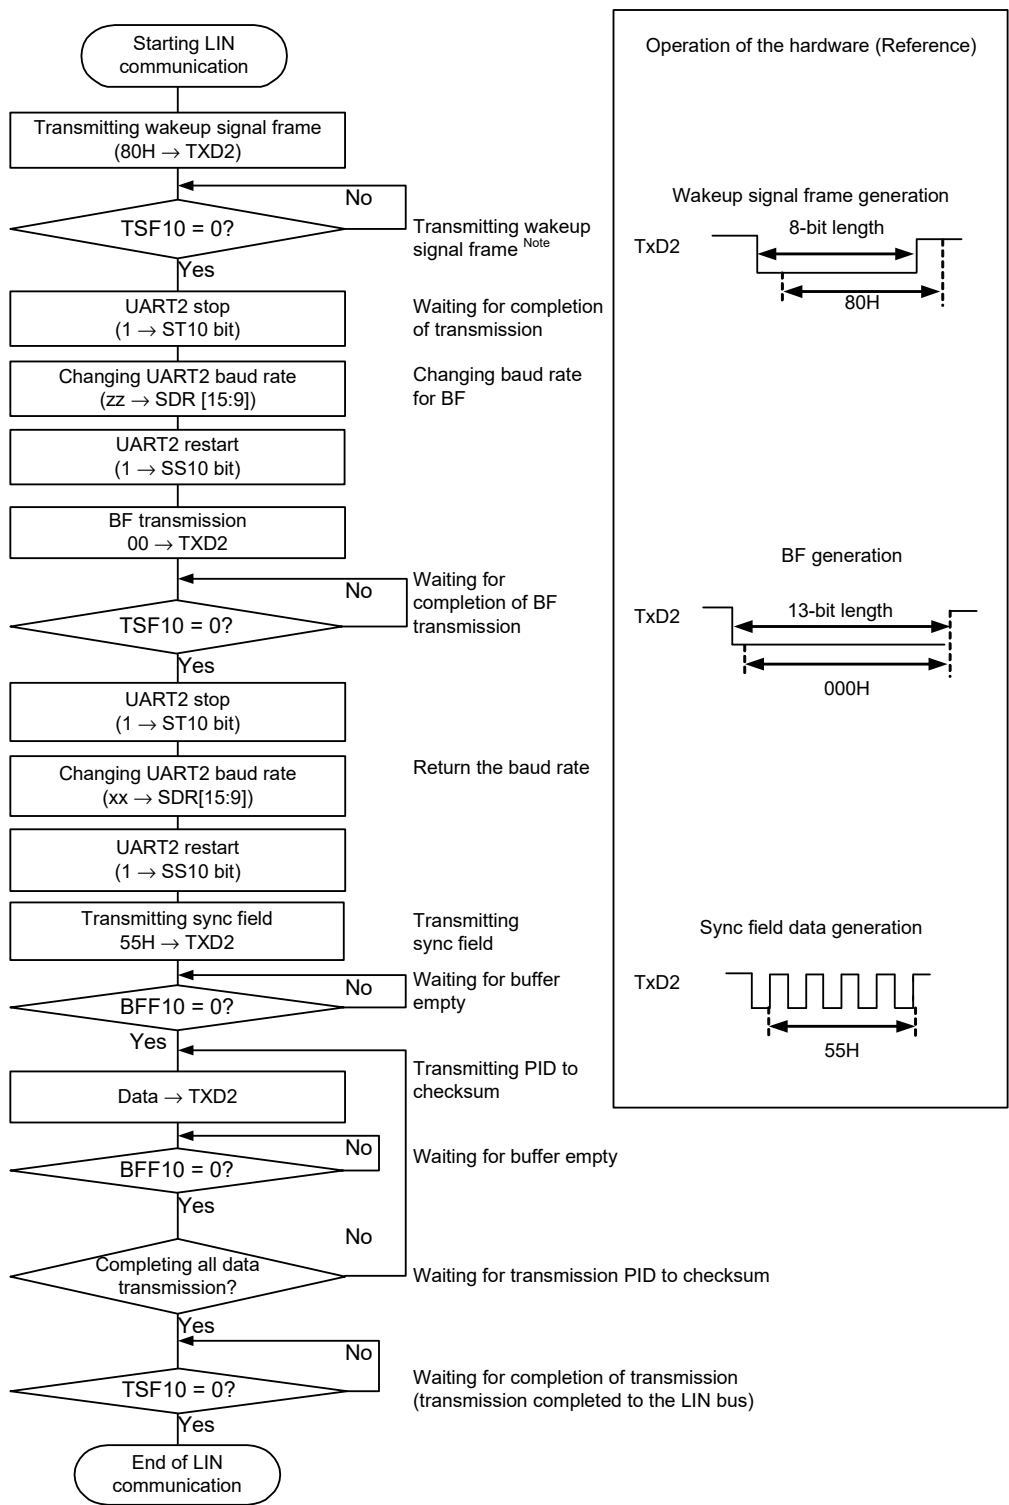 Starting LIN
communication
Transmitting wakeup signal frame
(80H → TXD2)
No
TSF10 = 0?
Transmitting wakeup
signal frame Note
Yes
UART2 stop
(1 → ST10 bit)
Waiting for completion
of transmission
Changing UART2 baud rate
(zz → SDR [15:9])
Changing baud rate
for BF
UART2 restart
(1 → SS10 bit)
BF transmission
00 → TXD2
No
TSF10 = 0?
Waiting for
completion of BF
transmission
Yes
UART2 stop
(1 → ST10 bit)
Changing UART2 baud rate
(xx → SDR[15:9])
Return the baud rate
UART2 restart
(1 → SS10 bit)
Transmitting sync field
55H → TXD2
Transmitting
sync field
No
BFF10 = 0?
Waiting for buffer
empty
Yes
Transmitting PID to
checksum
Data → TXD2
No
BFF10 = 0?
Waiting for buffer empty
Yes
No
Completing all data
transmission?
Waiting for transmission PID to checksum
Yes
No
TSF10 = 0?
Waiting for completion of transmission
(transmission completed to the LIN bus)
Yes
End of LIN
communication
Operation of the hardware (Reference)
Wakeup signal frame generation
8-bit length
TxD2
80H
BF generation
13-bit length
TxD2
000H
Sync field data generation
TxD2
55H